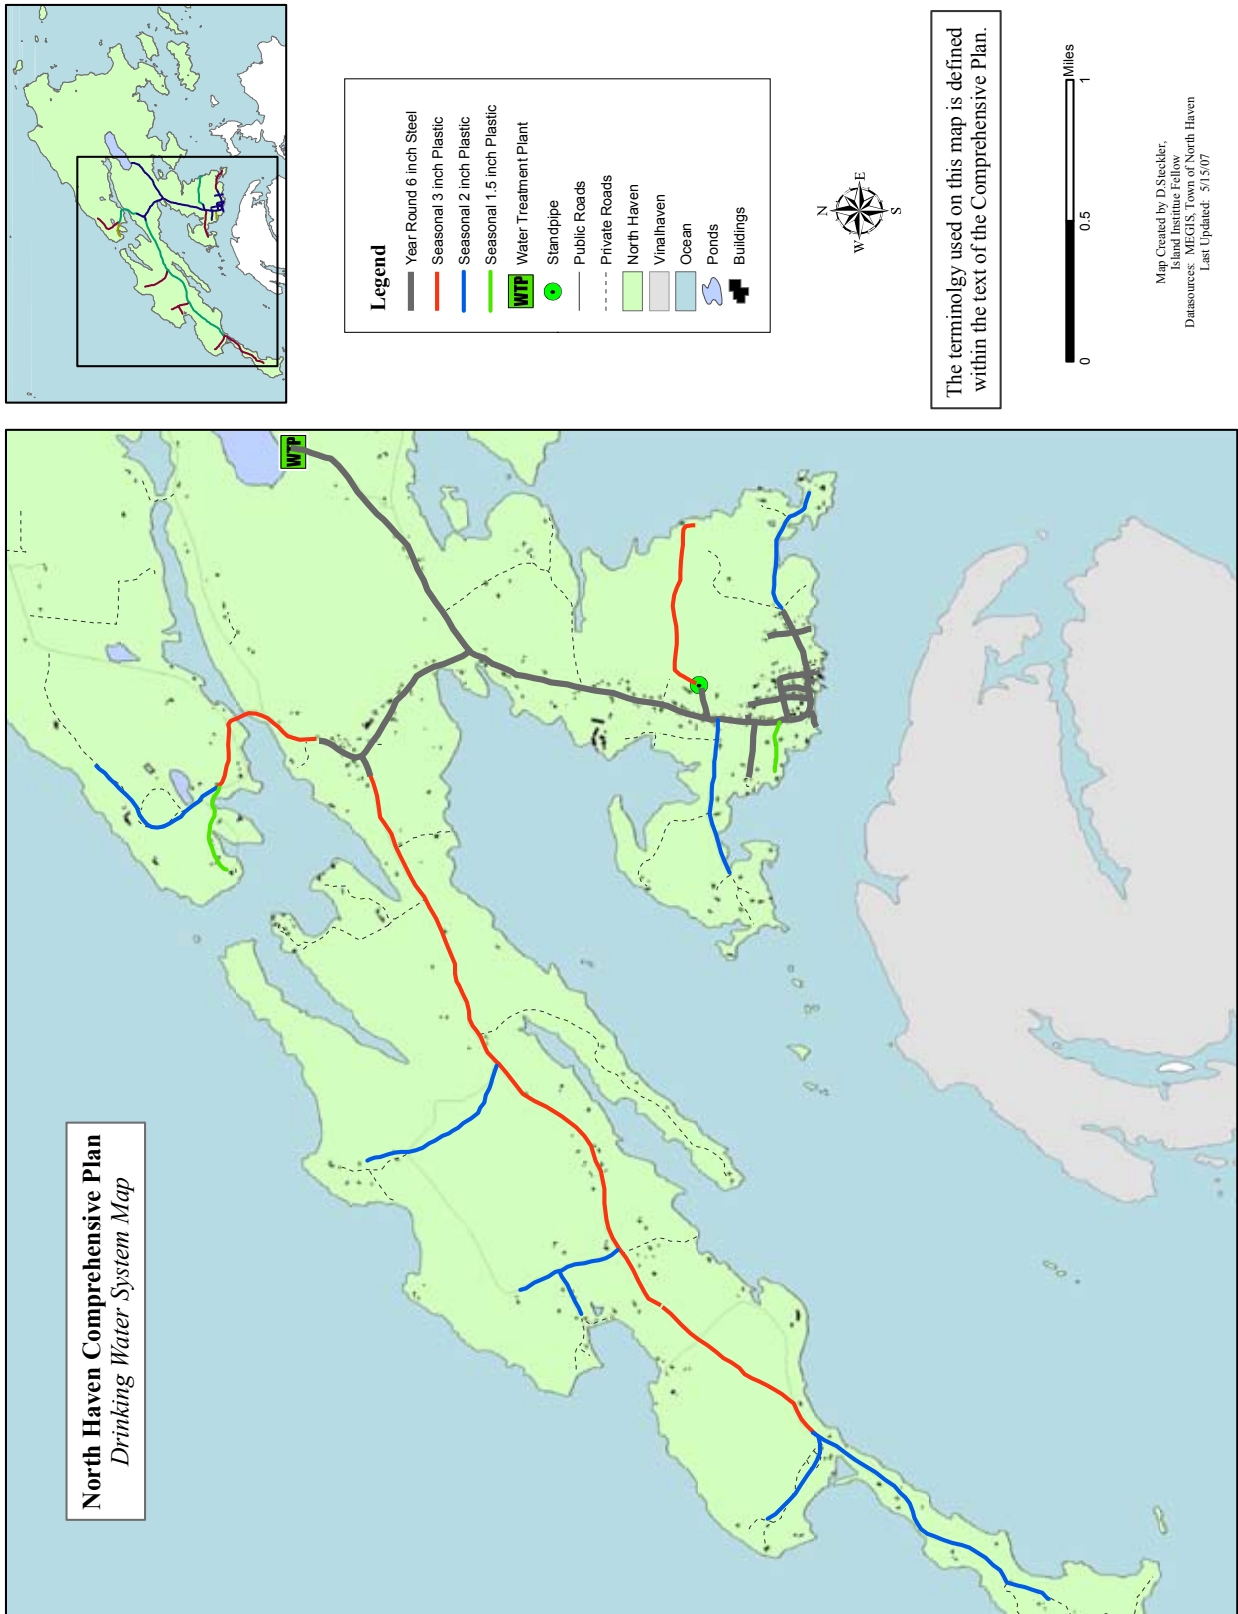 North Haven Comprehensive Plan
Drinking Water System Map
WTP
Legend
Year Round 6 inch Steel
Seasonal 3 inch Plastic
Seasonal 2 inch Plastic
Seasonal 1.5 inch Plastic
WTP Water Treatment Plant
Standpipe
Public Roads
Private Roads
North Haven
Vinalhaven
Ocean
Ponds
Buildings
N
W E
S
The terminolgy used on this map is defined
within the text of the Comprehensive Plan.
0 0.5 1
Miles
Map Created by D.Steckler,
Island Institue Fellow
Datasources: MEGIS, Town of North Haven
Last Updated: 5/15/07